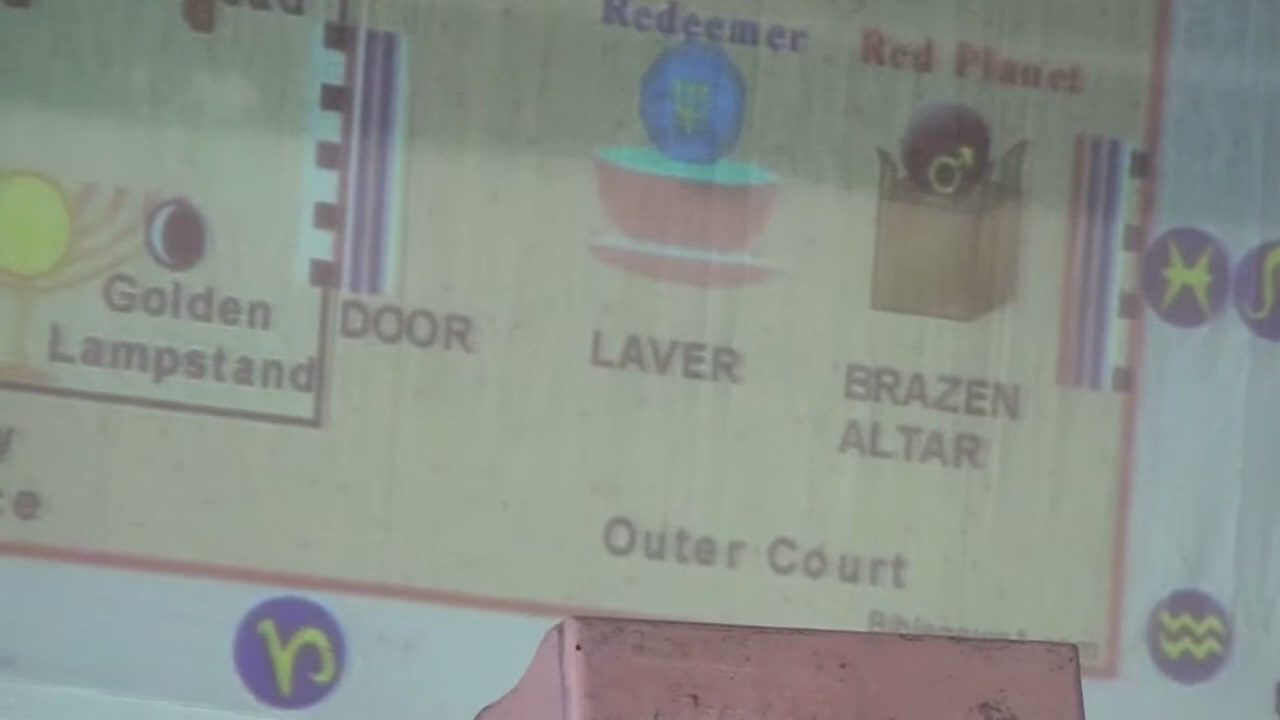 Redeemer
Red Planet
Golden
Lampstand
DOOR
LAVER
BRAZEN
ALTAR
Outer Court